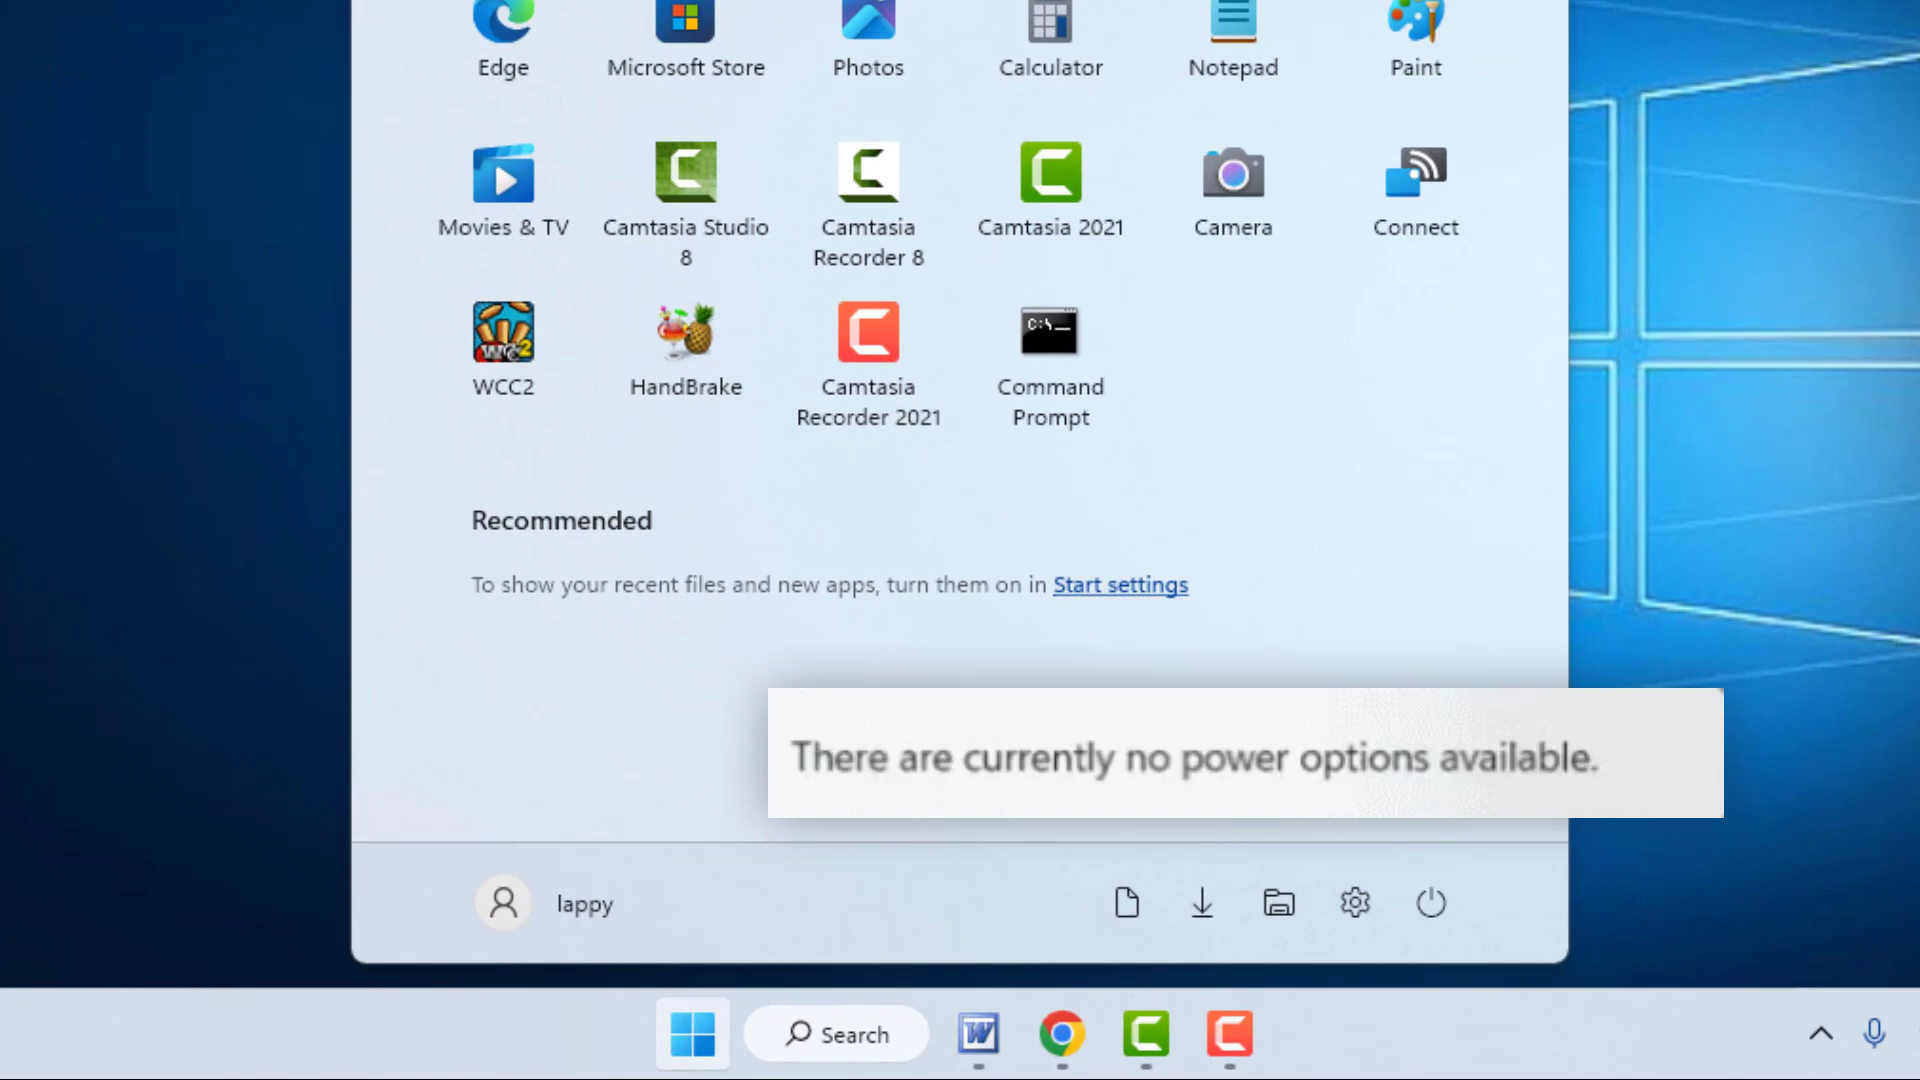 Edge
Microsoft Store
Photos
Calculator
Notepad
Paint
Movies & TV
Camtasia Studio
8
Camtasia
Recorder 8
Camtasia 2021
Camera
Connect
WCC2
WCC2
HandBrake
Camtasia
Recorder 2021
C:\_
Command
Prompt
Recommended
To show your recent files and new apps, turn them on in Start settings
There are currently no power options available.
lappy
Search
W